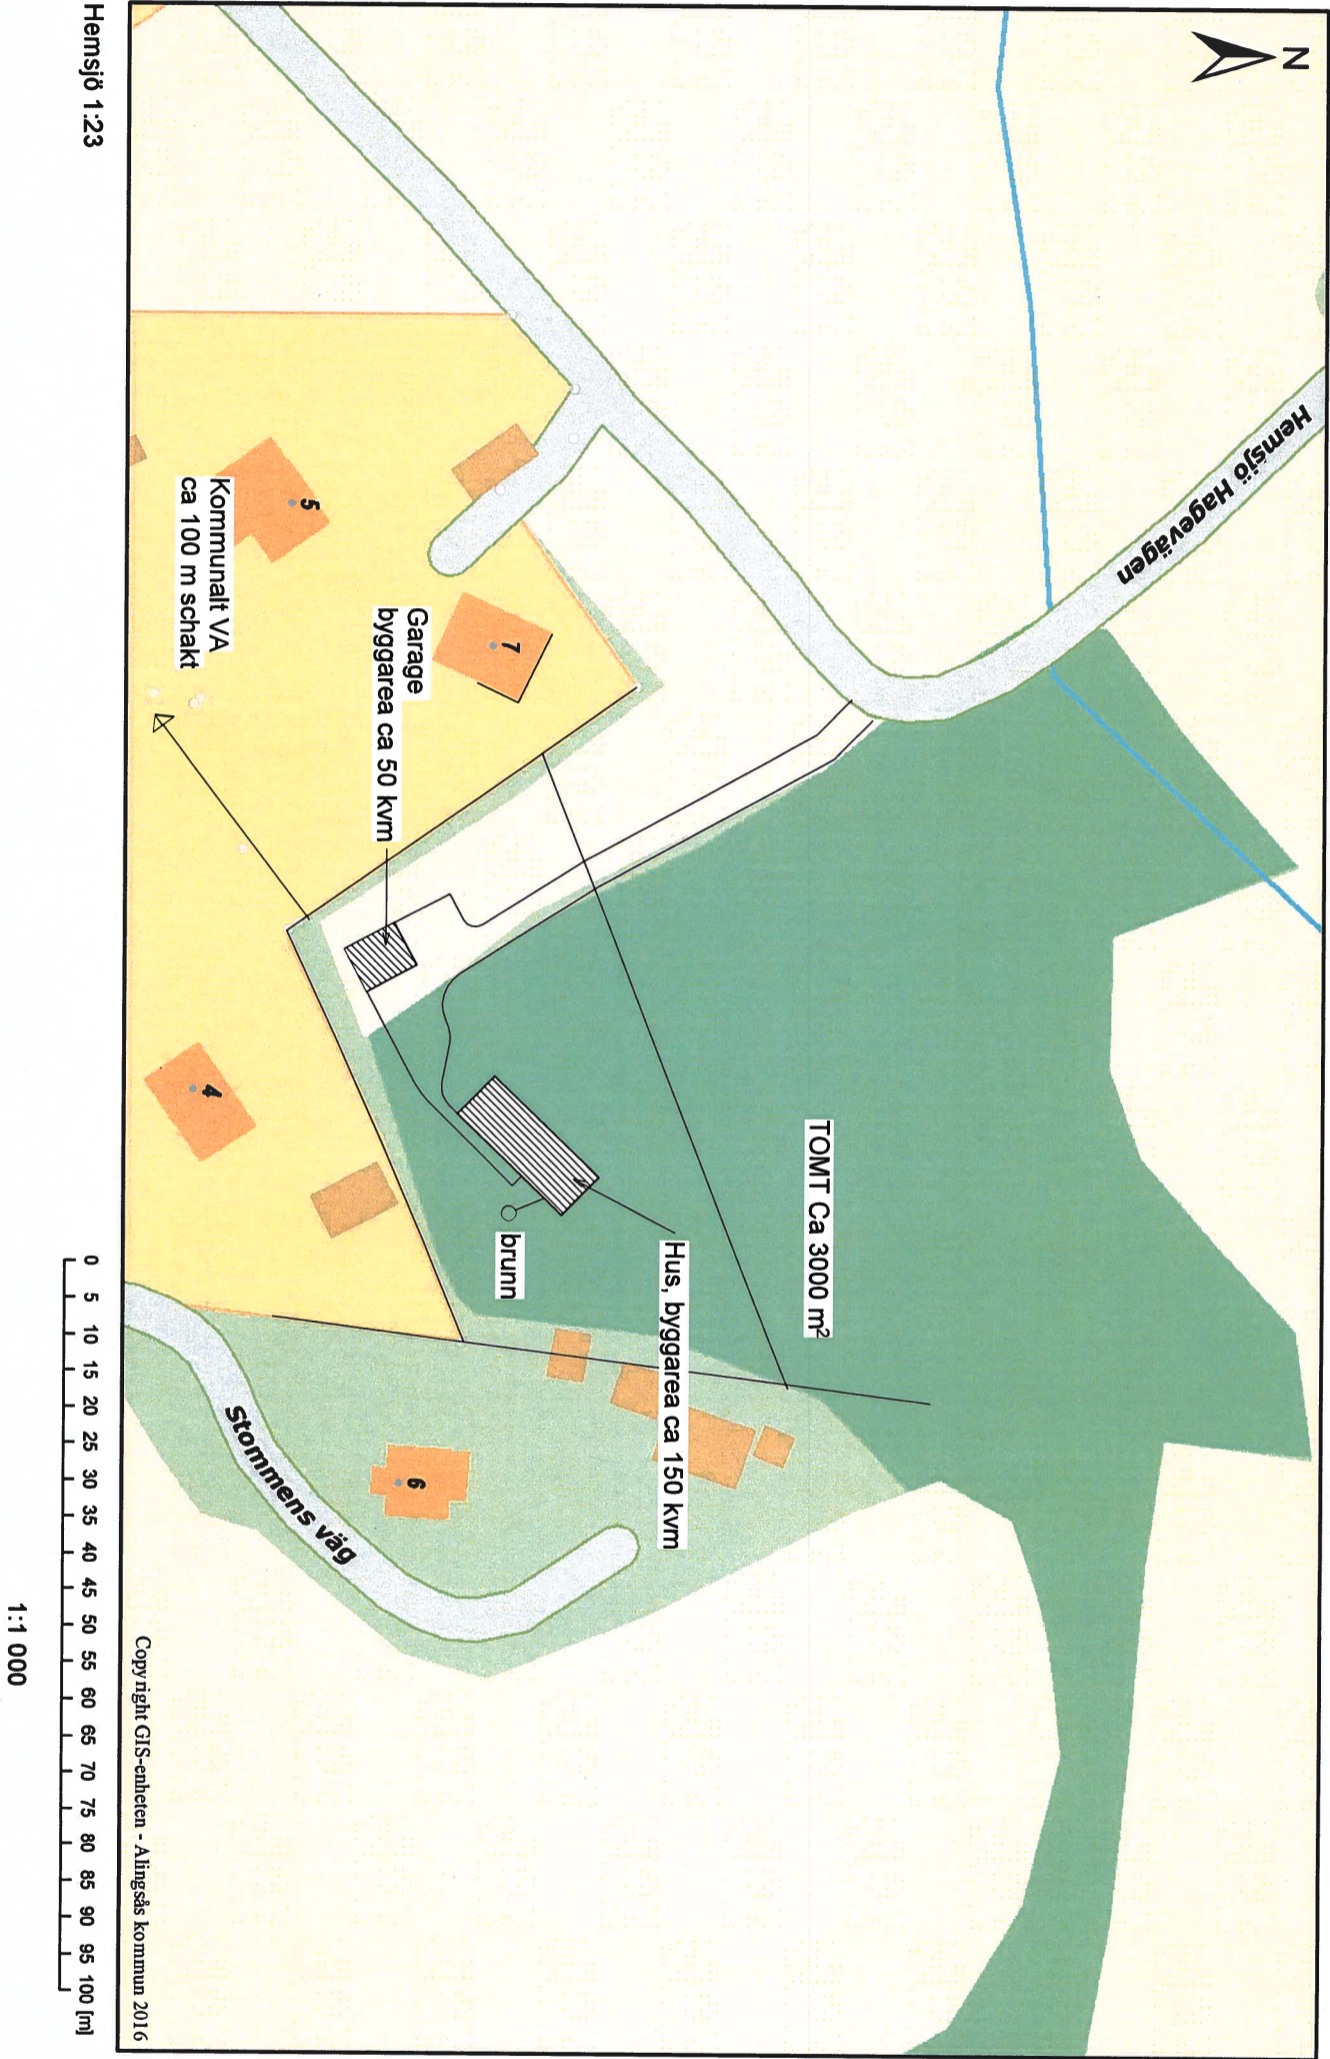 N
Hemsjö Hagevägen
TOMT Ca 3000 m²
Hus, byggarea ca 150 kvm
brunn
7
Garage
byggarea ca 50 kvm
5
Kommunalt VA
ca 100 m schakt
4
6
Stommens väg
Copyright GIS-enheten - Alingsås kommun 2016
Hemsjö 1:23
0 5 10 15 20 25 30 35 40 45 50 55 60 65 70 75 80 85 90 95 100 [m]
1:1 000